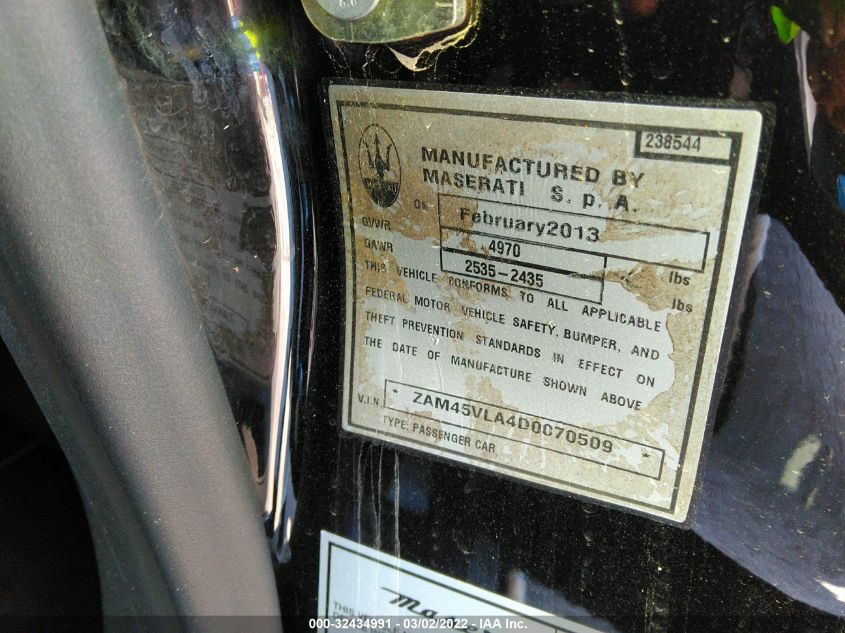 238544
MANUFACTURED BY
MASERATI S. p. A.
ON February2013
GVWR 4970 lbs
GAWR 2535-2435 lbs
THIS VEHICLE CONFORMS TO ALL APPLICABLE
FEDERAL MOTOR VEHICLE SAFETY, BUMPER, AND
THEFT PREVENTION STANDARDS IN EFFECT ON
THE DATE OF MANUFACTURE SHOWN ABOVE
V.I.N. * ZAM45VLA4D0070509 *
TYPE: PASSENGER CAR
THIS VEHICLE
000-32434991 - 03/02/2022 - IAA Inc.